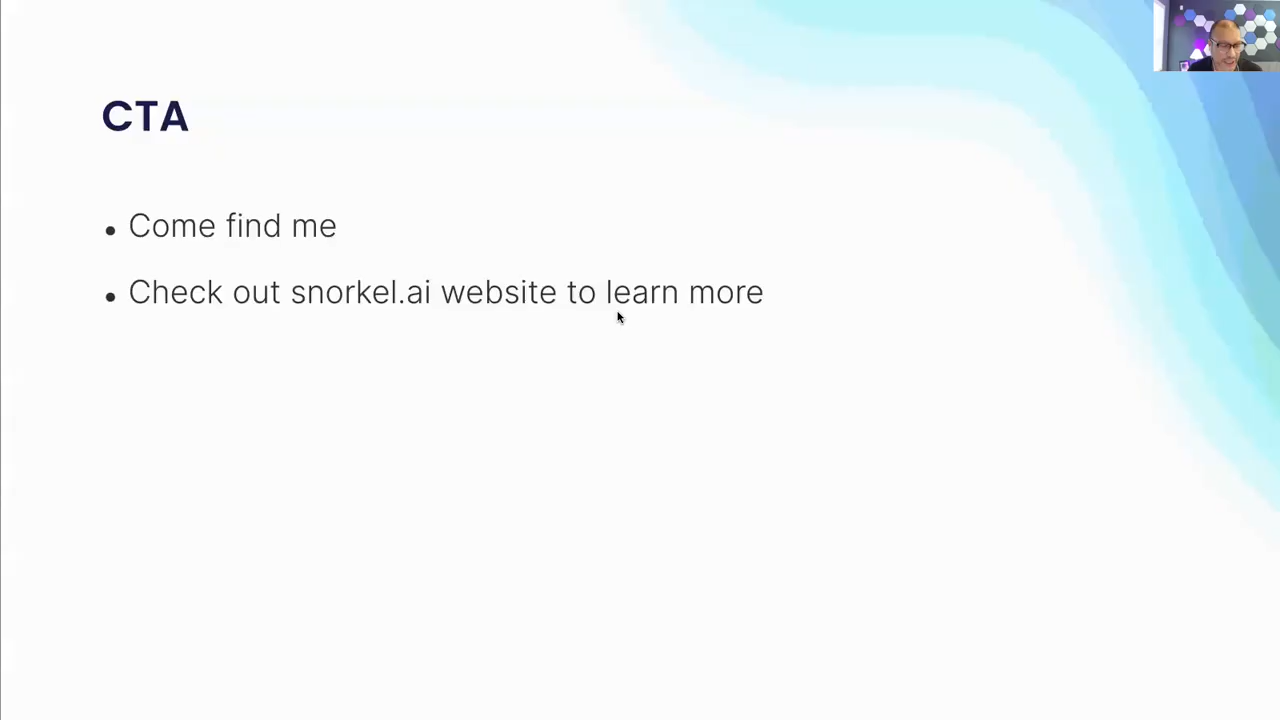 CTA
• Come find me
• Check out snorkel.ai website to learn more